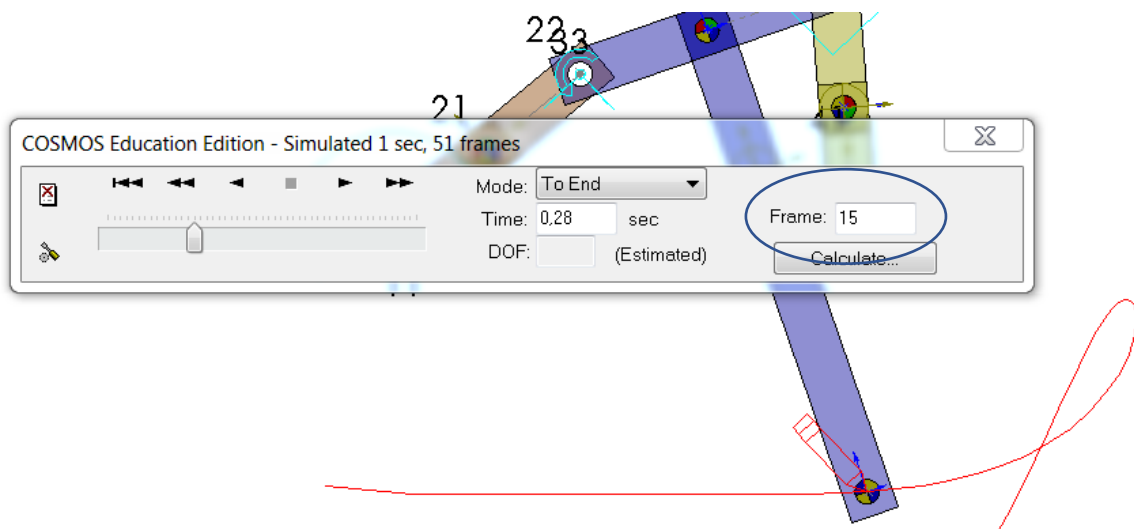 22
33
21
COSMOS Education Edition - Simulated 1 sec, 51 frames
Mode: To End
Time: 0,28 sec
Frame: 15
DOF: (Estimated)
Calculate...